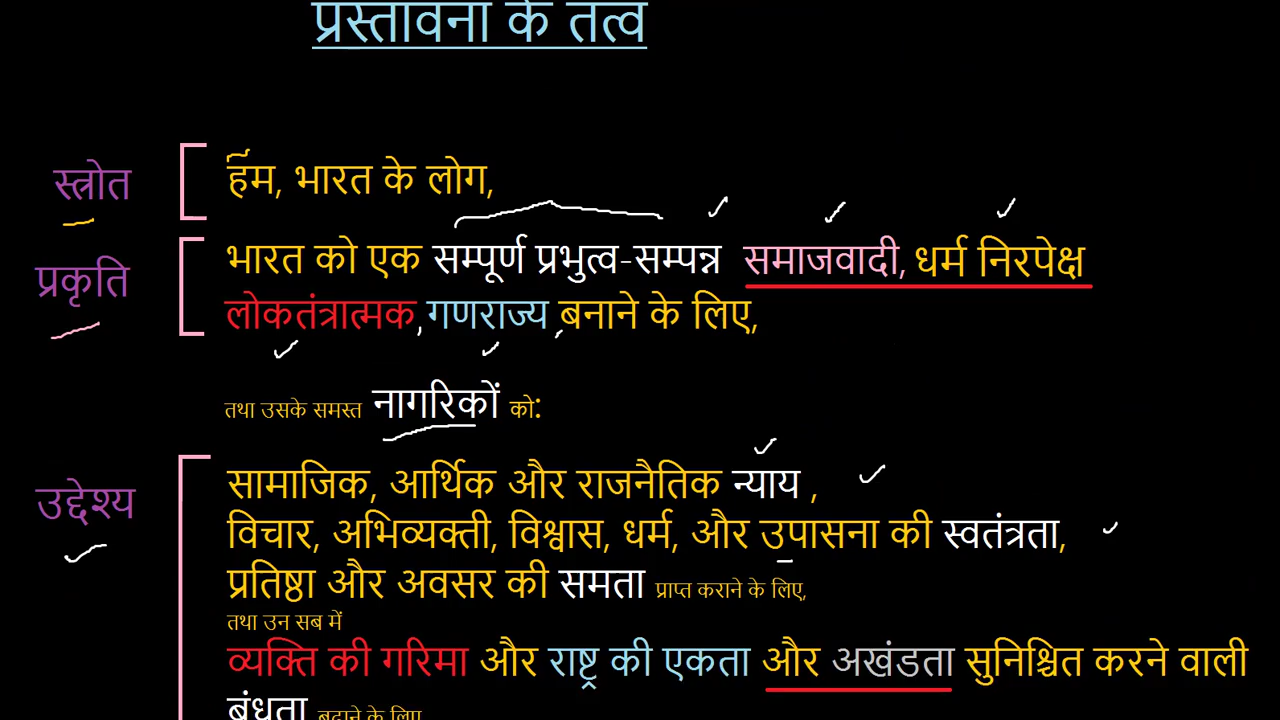 प्रस्तावना के तत्व
स्त्रोत
हम, भारत के लोग,
प्रकृति
भारत को एक सम्पूर्ण प्रभुत्व-सम्पन्न समाजवादी, धर्म निरपेक्ष
लोकतंत्रात्मक, गणराज्य, बनाने के लिए,
तथा उसके समस्त नागरिकों को:
उद्देश्य
सामाजिक, आर्थिक और राजनैतिक न्याय ,
विचार, अभिव्यक्ती, विश्वास, धर्म, और उपासना की स्वतंत्रता,
प्रतिष्ठा और अवसर की समता प्राप्त कराने के लिए,
तथा उन सब में
व्यक्ति की गरिमा और राष्ट्र की एकता और अखंडता सुनिश्चित करने वाली
बंधुता बढ़ाने के लिए